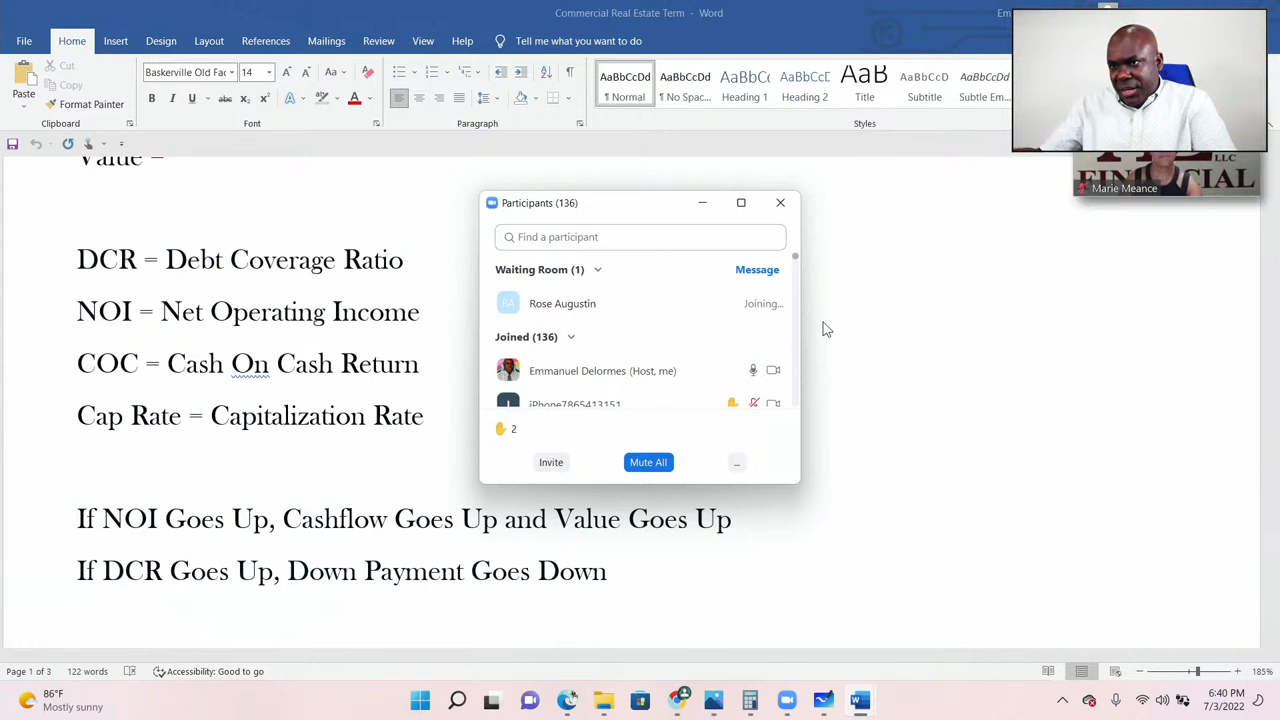 Commercial Real Estate Term - Word
Em
File Home Insert Design Layout References Mailings Review View Help Tell me what you want to do
Paste
Cut
Copy
Format Painter
Clipboard
Baskerville Old Fac 14
Font
Paragraph
AaBbCcDd AaBbCcDd AaBbCc AaBbCcD AaB AaBbCcD AaBbCcDd
¶ Normal ¶ No Spac... Heading 1 Heading 2 Title Subtitle Subtle Em...
Styles
LLC
FINANCIAL
Marie Meance
Value =
DCR = Debt Coverage Ratio
NOI = Net Operating Income
COC = Cash On Cash Return
Cap Rate = Capitalization Rate
If NOI Goes Up, Cashflow Goes Up and Value Goes Up
If DCR Goes Up, Down Payment Goes Down
Participants (136)
Find a participant
Waiting Room (1) Message
RA Rose Augustin Joining...
Joined (136)
Emmanuel Delormes (Host, me)
iPhone7865413151
2
Invite Mute All ...
Page 1 of 3 122 words Accessibility: Good to go 185%
86°F
Mostly sunny
6:40 PM
7/3/2022